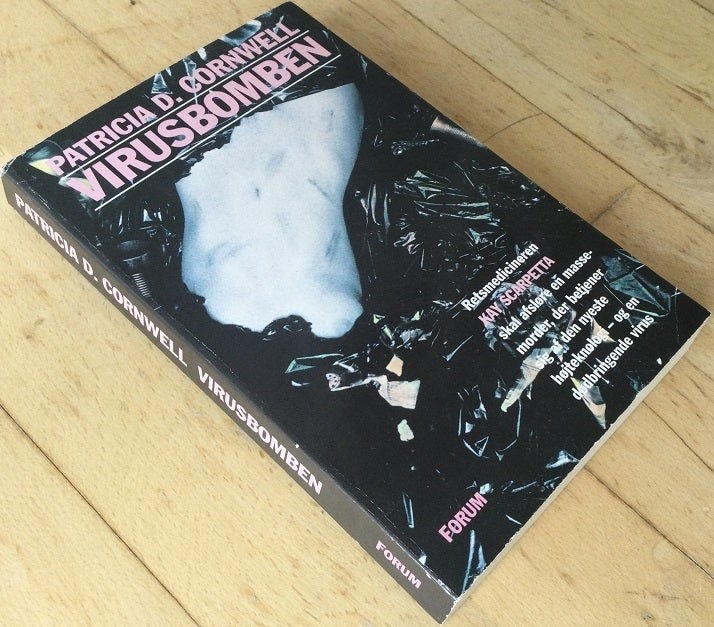 PATRICIA D. CORNWELL
VIRUSBOMBEN
Retsmedicineren
KAY SCARPETTA
skal afsløre en masse-
morder, der betjener
sig af den nyeste
højteknologi – og en
dødbringende virus
FORUM
PATRICIA D. CORNWELL VIRUSBOMBEN
FORUM